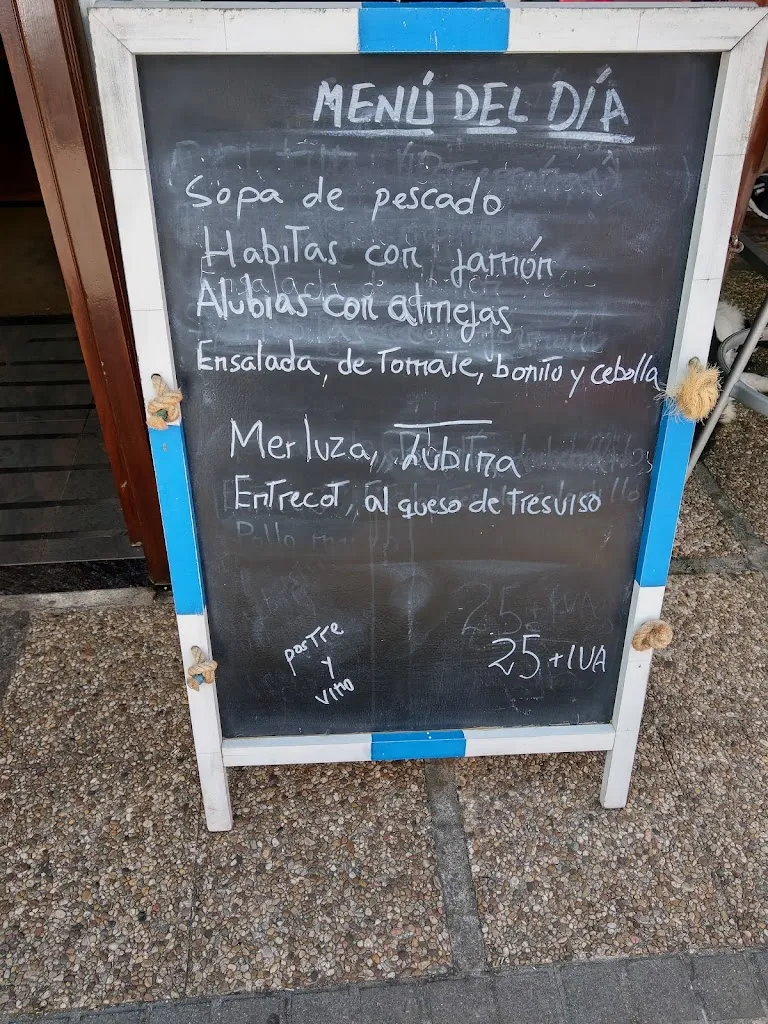 MENÚ DEL DÍA
Sopa de pescado
Habitas con jamón
Alubias con almejas
Ensalada, de Tomate, bonito y cebolla
Merluza, Lubina
Entrecot, al queso de tresviso
postre
y
vino
25+IVA